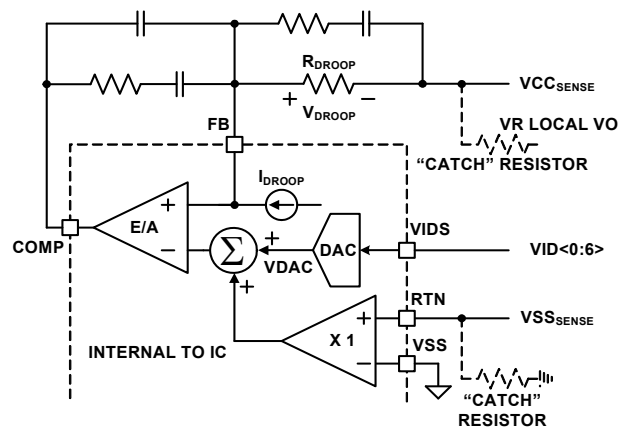 RDROOP
+ VDROOP −
VCCSENSE
FB
VR LOCAL VO
“CATCH” RESISTOR
IDROOP
+
E/A
−
COMP
Σ
+
+
VDAC
DAC
VIDS
VID<0:6>
RTN
+
VSSSENSE
X 1
VSS
−
INTERNAL TO IC
“CATCH”
RESISTOR